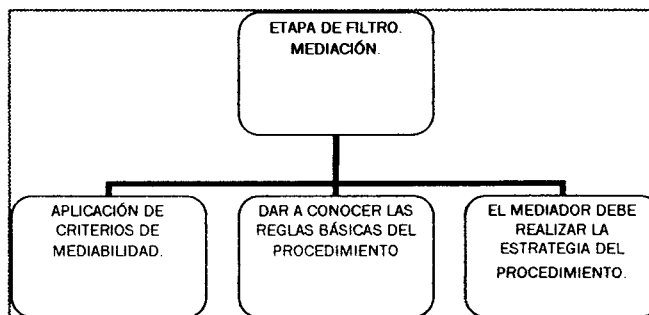 ETAPA DE FILTRO.
MEDIACIÓN.
APLICACIÓN DE
CRITERIOS DE
MEDIABILIDAD.
DAR A CONOCER LAS
REGLAS BÁSICAS DEL
PROCEDIMIENTO
EL MEDIADOR DEBE
REALIZAR LA
ESTRATEGIA DEL
PROCEDIMIENTO.